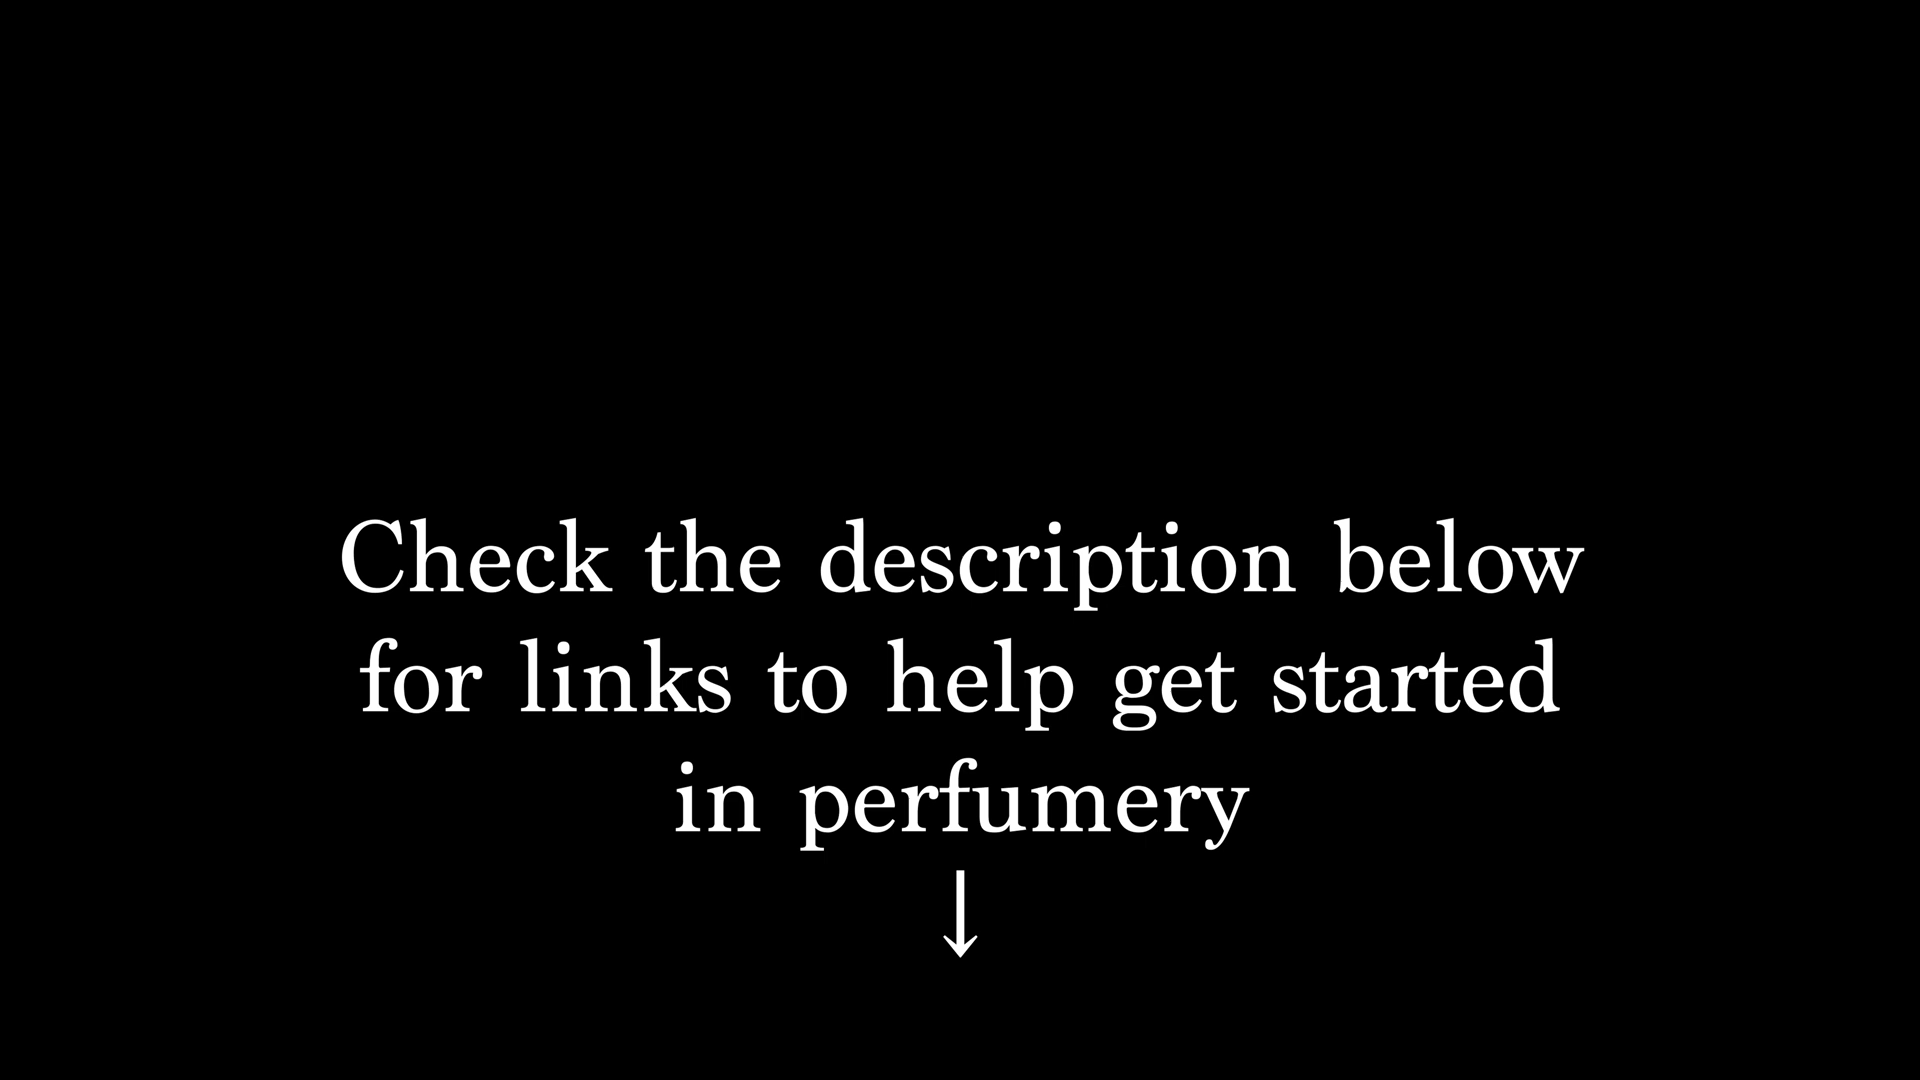 Check the description below
for links to help get started
in perfumery
↓